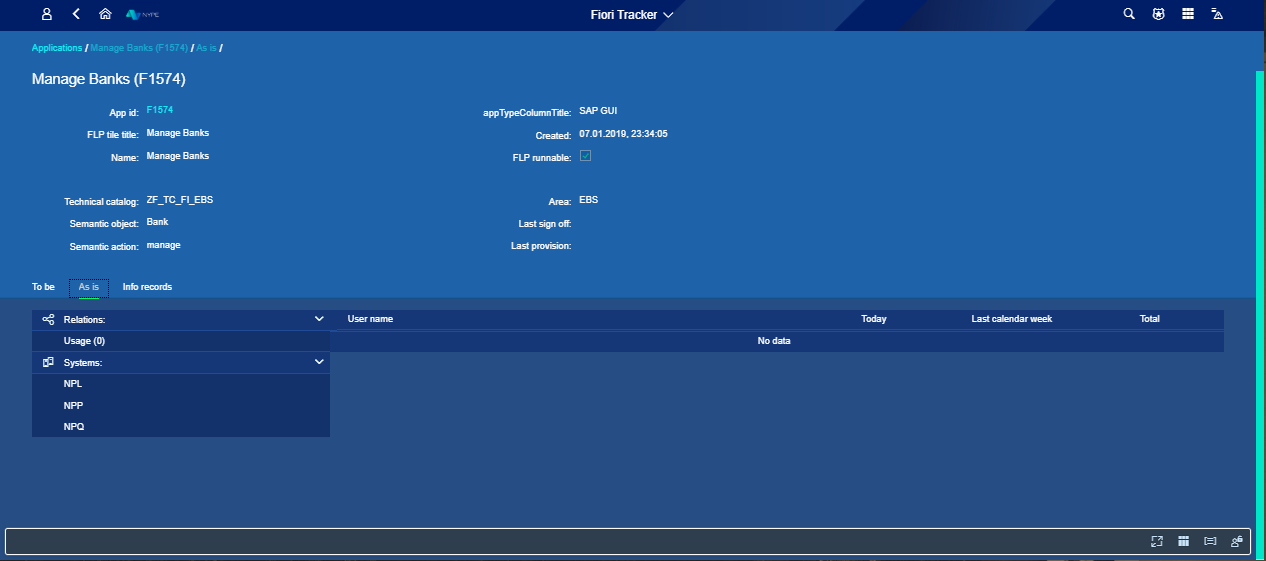 NYPE
Fiori Tracker
Applications / Manage Banks (F1574) / As is /
Manage Banks (F1574)
App id: F1574
FLP tile title: Manage Banks
Name: Manage Banks
appTypeColumnTitle: SAP GUI
Created: 07.01.2019, 23:34:05
FLP runnable:
Technical catalog: ZF_TC_FI_EBS
Semantic object: Bank
Semantic action: manage
Area: EBS
Last sign off:
Last provision:
To be As is Info records
Relations:
Usage (0)
Systems:
NPL
NPP
NPQ
User name Today Last calendar week Total
No data